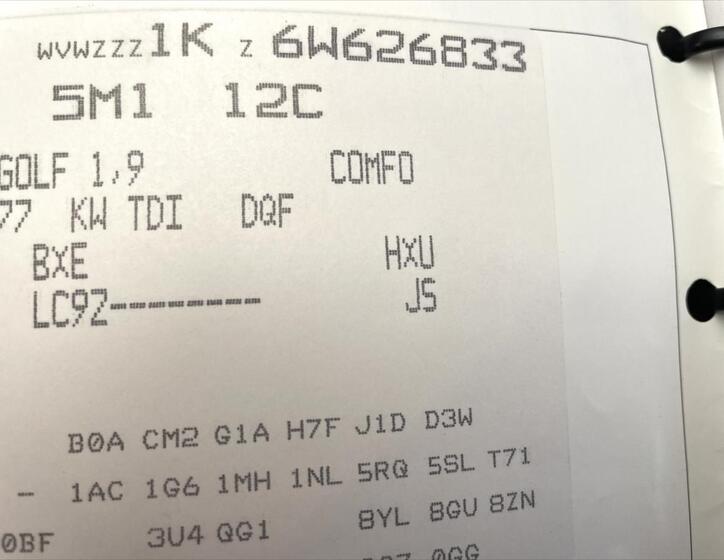 WVWZZZ1K Z 6W626833
5M1 12C
GOLF 1,9 COMFO
77 KW TDI DQF
BXE HXU
LC9Z-------- JS
B0A CM2 G1A H7F J1D D3W
- 1AC 1G6 1MH 1NL 5RQ 5SL T71
0BF 3U4 QG1 8YL 8GU 8ZN
0GG